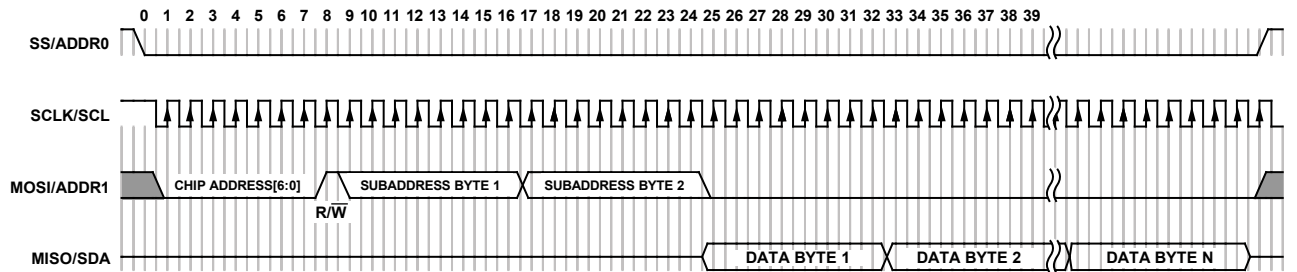 0 1 2 3 4 5 6 7 8 9 10 11 12 13 14 15 16 17 18 19 20 21 22 23 24 25 26 27 28 29 30 31 32 33 34 35 36 37 38 39
SS/ADDR0
SCLK/SCL
MOSI/ADDR1 CHIP ADDRESS[6:0] SUBADDRESS BYTE 1 SUBADDRESS BYTE 2
R/W̅
MISO/SDA DATA BYTE 1 DATA BYTE 2 DATA BYTE N